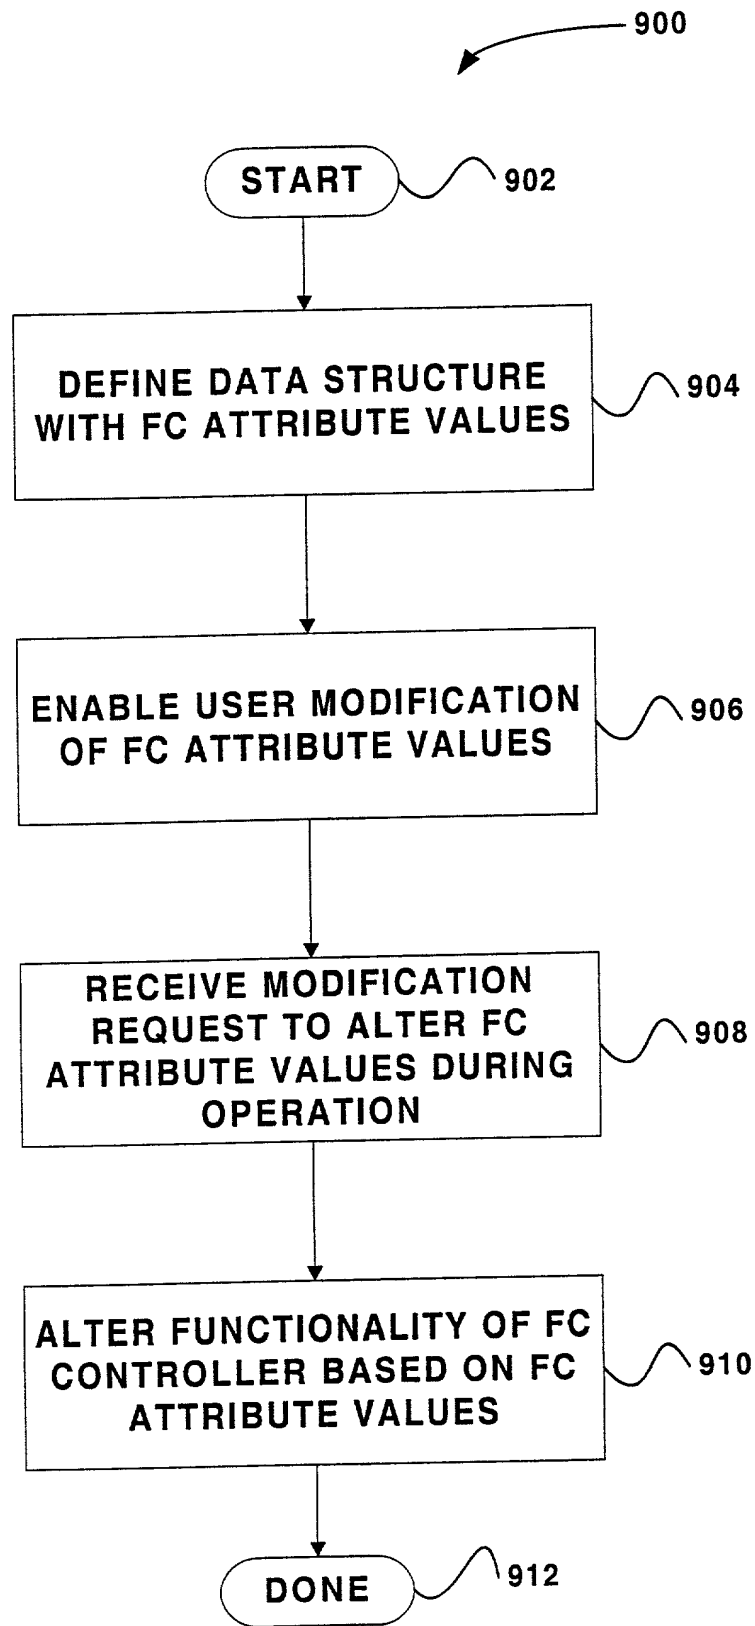 900
START
902
DEFINE DATA STRUCTURE
WITH FC ATTRIBUTE VALUES
904
ENABLE USER MODIFICATION
OF FC ATTRIBUTE VALUES
906
RECEIVE MODIFICATION
REQUEST TO ALTER FC
ATTRIBUTE VALUES DURING
OPERATION
908
ALTER FUNCTIONALITY OF FC
CONTROLLER BASED ON FC
ATTRIBUTE VALUES
910
DONE
912